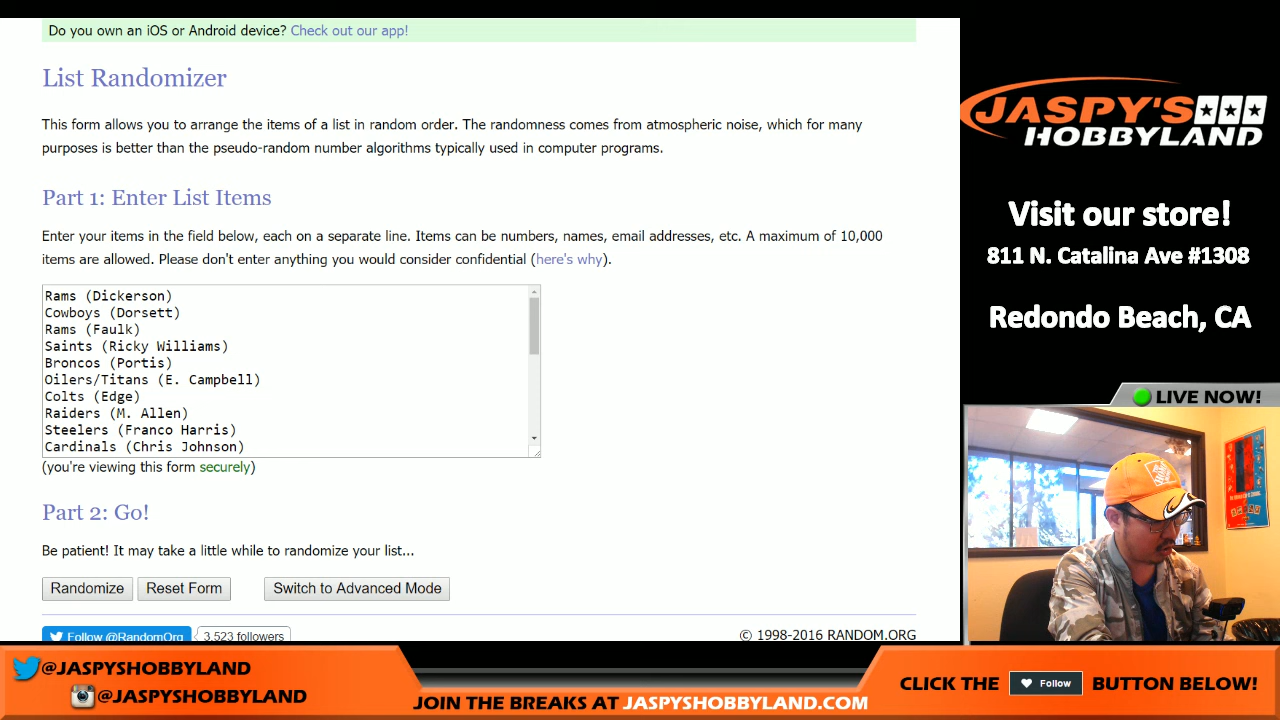 Do you own an iOS or Android device? Check out our app!
List Randomizer
This form allows you to arrange the items of a list in random order. The randomness comes from atmospheric noise, which for many
purposes is better than the pseudo-random number algorithms typically used in computer programs.
Part 1: Enter List Items
Enter your items in the field below, each on a separate line. Items can be numbers, names, email addresses, etc. A maximum of 10,000
items are allowed. Please don't enter anything you would consider confidential (here's why).
Rams (Dickerson)
Cowboys (Dorsett)
Rams (Faulk)
Saints (Ricky Williams)
Broncos (Portis)
Oilers/Titans (E. Campbell)
Colts (Edge)
Raiders (M. Allen)
Steelers (Franco Harris)
Cardinals (Chris Johnson)
(you're viewing this form securely)
Part 2: Go!
Be patient! It may take a little while to randomize your list...
Randomize
Reset Form
Switch to Advanced Mode
Follow @RandomOrg
3,523 followers
© 1998-2016 RANDOM.ORG
JASPY'S
HOBBYLAND
Visit our store!
811 N. Catalina Ave #1308
Redondo Beach, CA
LIVE NOW!
@JASPYSHOBBYLAND
@JASPYSHOBBYLAND
JOIN THE BREAKS AT JASPYSHOBBYLAND.COM
CLICK THE
Follow
BUTTON BELOW!